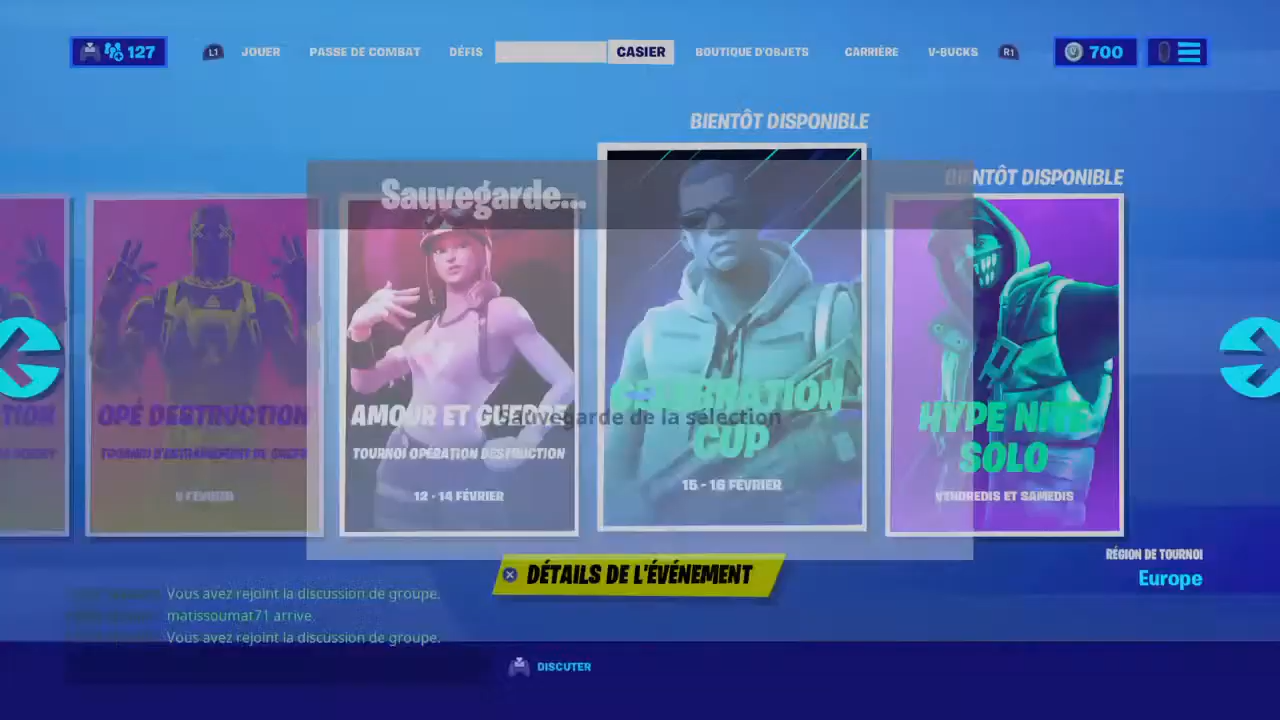 127
L1 JOUER PASSE DE COMBAT DÉFIS CASIER BOUTIQUE D'OBJETS CARRIÈRE V-BUCKS R1
700
BIENTÔT DISPONIBLE
BIENTÔT DISPONIBLE
Sauvegarde...
OPÉ DESTRUCTION
9 FÉVRIER
AMOUR ET GUERRE
TOURNOI OPÉRATION DESTRUCTION
12 - 14 FÉVRIER
Sauvegarde de la sélection
CUP
15 - 16 FÉVRIER
HYPE NITE
SOLO
VENDREDIS ET SAMEDIS
DÉTAILS DE L'ÉVÉNEMENT
RÉGION DE TOURNOI
Europe
Vous avez rejoint la discussion de groupe.
matissoumat71 arrive.
Vous avez rejoint la discussion de groupe.
DISCUTER